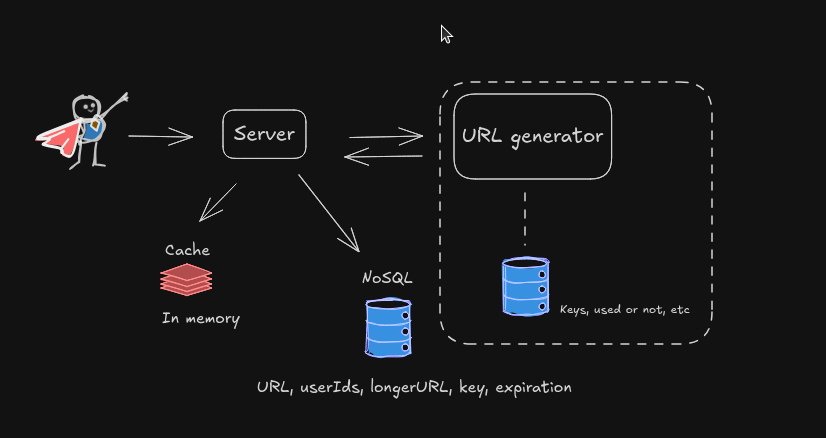 Server
URL generator
Cache
In memory
NoSQL
Keys, used or not, etc
URL, userIds, longerURL, key, expiration